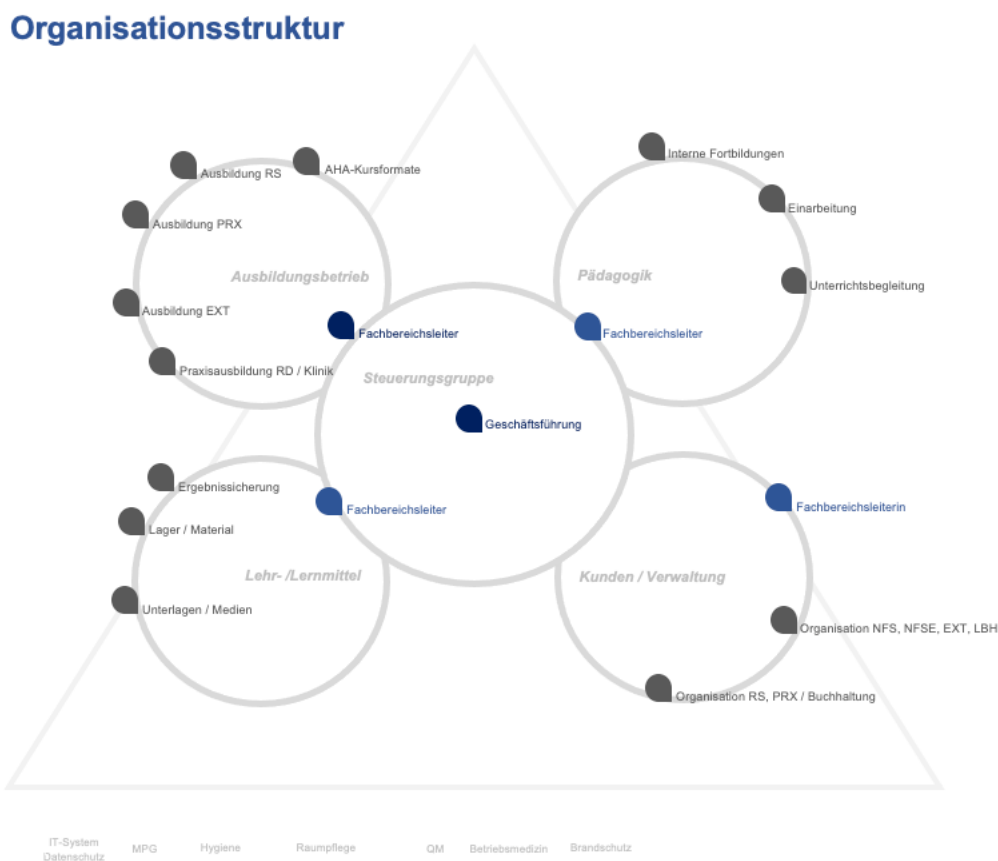 Organisationsstruktur
Ausbildung RS
AHA-Kursformate
Ausbildung PRX
Ausbildungsbetrieb
Ausbildung EXT
Fachbereichsleiter
Praxisausbildung RD / Klinik
Interne Fortbildungen
Einarbeitung
Pädagogik
Unterrichtsbegleitung
Fachbereichsleiter
Steuerungsgruppe
Geschäftsführung
Ergebnissicherung
Fachbereichsleiter
Lager / Material
Lehr- /Lernmittel
Unterlagen / Medien
Fachbereichsleiterin
Kunden / Verwaltung
Organisation NFS, NFSE, EXT, LBH
Organisation RS, PRX / Buchhaltung
IT-System
Datenschutz
MPG
Hygiene
Raumpflege
QM
Betriebsmedizin
Brandschutz